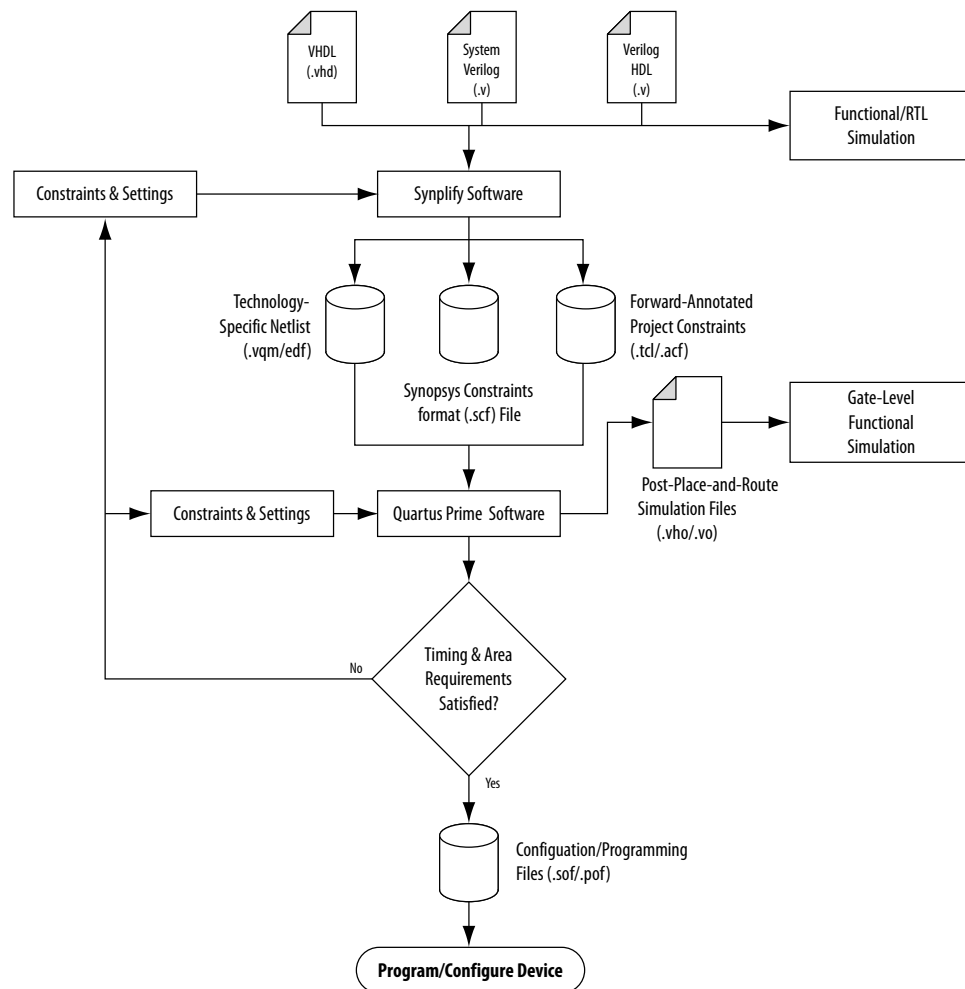 VHDL
(.vhd)
System
Verilog
(.v)
Verilog
HDL
(.v)
Functional/RTL
Simulation
Constraints & Settings
Synplify Software
Technology-
Specific Netlist
(.vqm/edf)
Forward-Annotated
Project Constraints
(.tcl/.acf)
Synopsys Constraints
format (.scf) File
Gate-Level
Functional
Simulation
Post-Place-and-Route
Simulation Files
(.vho/.vo)
Constraints & Settings
Quartus Prime Software
No
Timing & Area
Requirements
Satisfied?
Yes
Configuation/Programming
Files (.sof/.pof)
Program/Configure Device